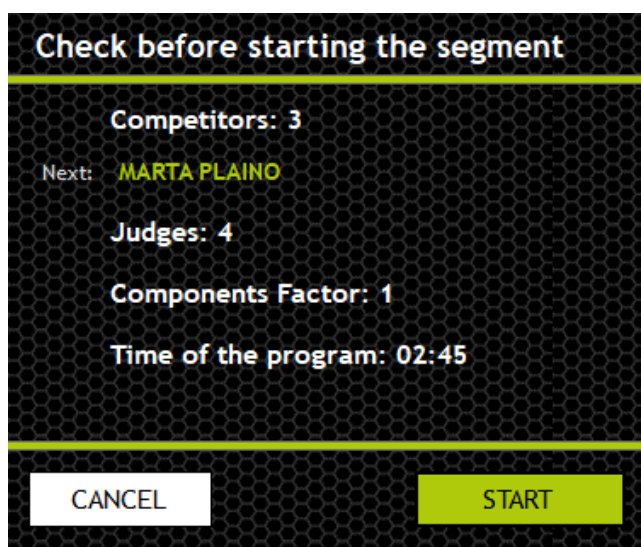 Check before starting the segment
Competitors: 3
Next: MARTA PLAINO
Judges: 4
Components Factor: 1
Time of the program: 02:45
CANCEL START